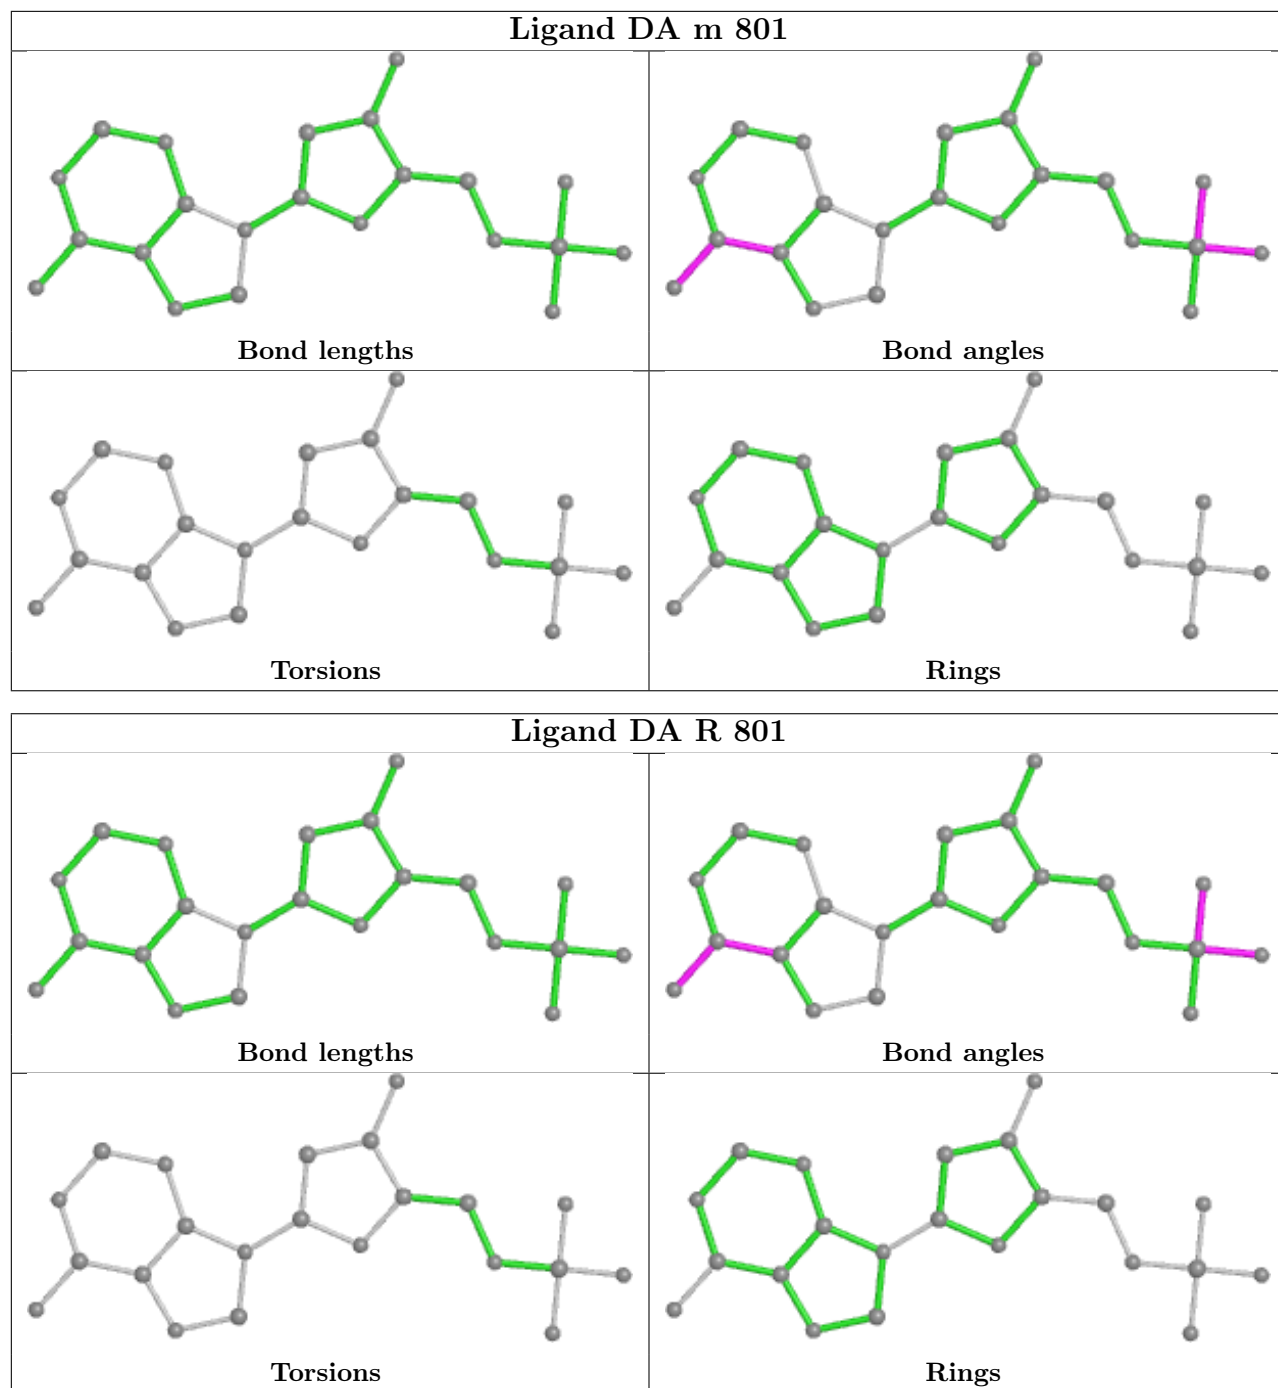 Ligand DA m 801
Bond lengths
Bond angles
Torsions
Rings
Ligand DA R 801
Bond lengths
Bond angles
Torsions
Rings